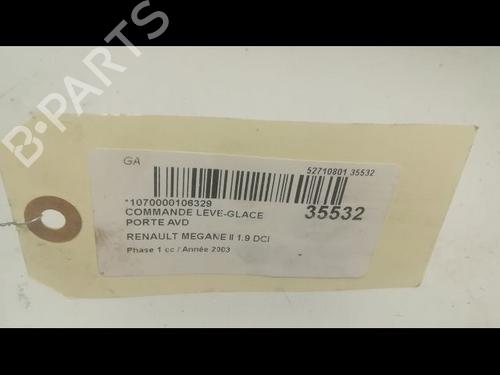 B-PARTS
GA
52710801 35532
*1070000106329
COMMANDE LEVE-GLACE
35532
PORTE AVD
RENAULT MEGANE II 1.9 DCI
Phase 1 cc / Année 2003